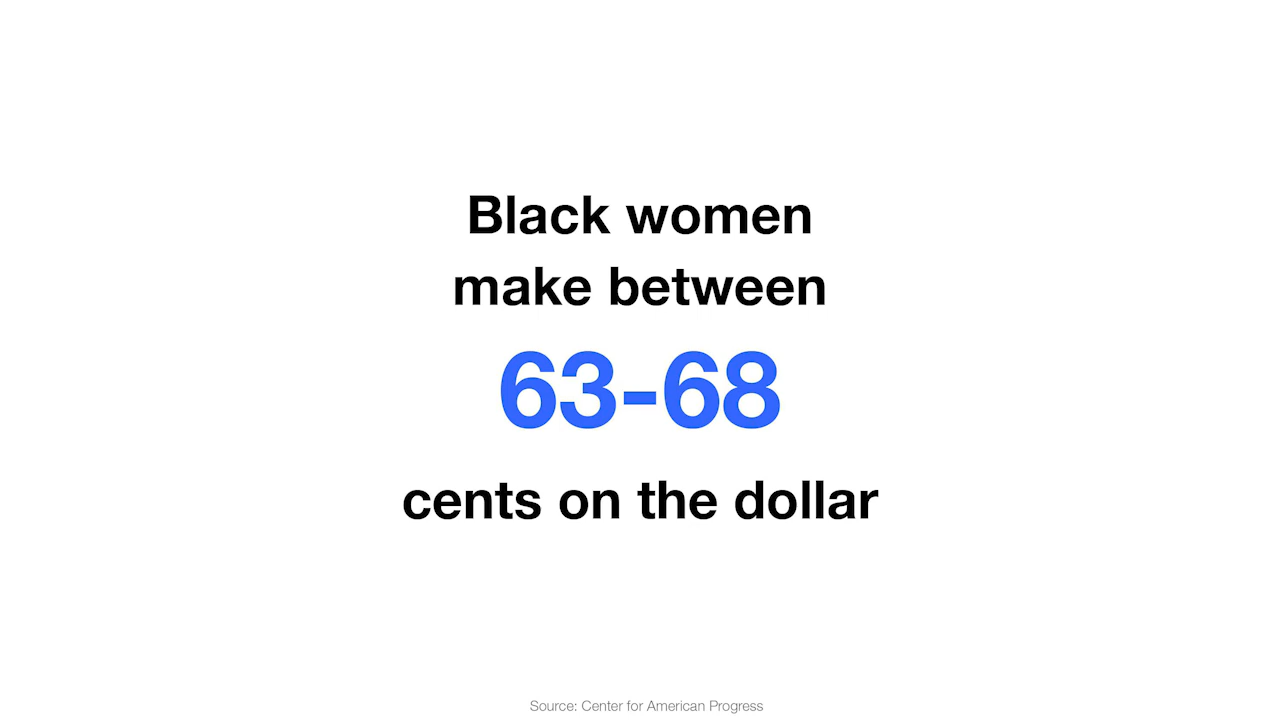 Black women
make between
63-68
cents on the dollar
Source: Center for American Progress